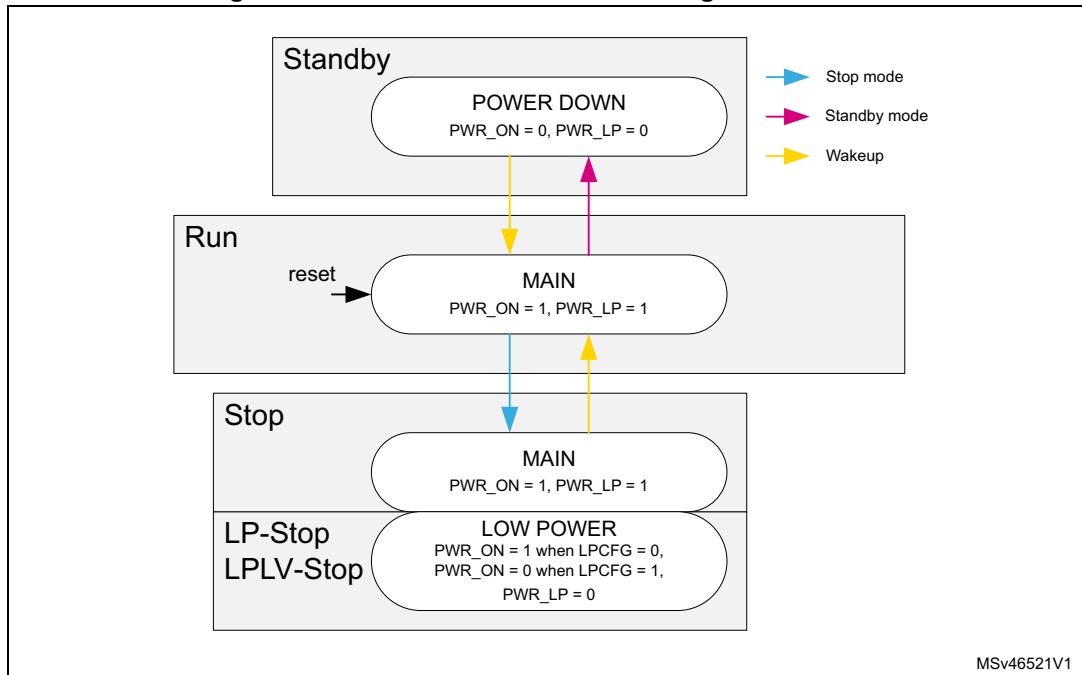 Standby
POWER DOWN
PWR_ON = 0, PWR_LP = 0
Stop mode
Standby mode
Wakeup
Run
reset
MAIN
PWR_ON = 1, PWR_LP = 1
Stop
MAIN
PWR_ON = 1, PWR_LP = 1
LP-Stop
LPLV-Stop
LOW POWER
PWR_ON = 1 when LPCFG = 0,
PWR_ON = 0 when LPCFG = 1,
PWR_LP = 0
MSv46521V1